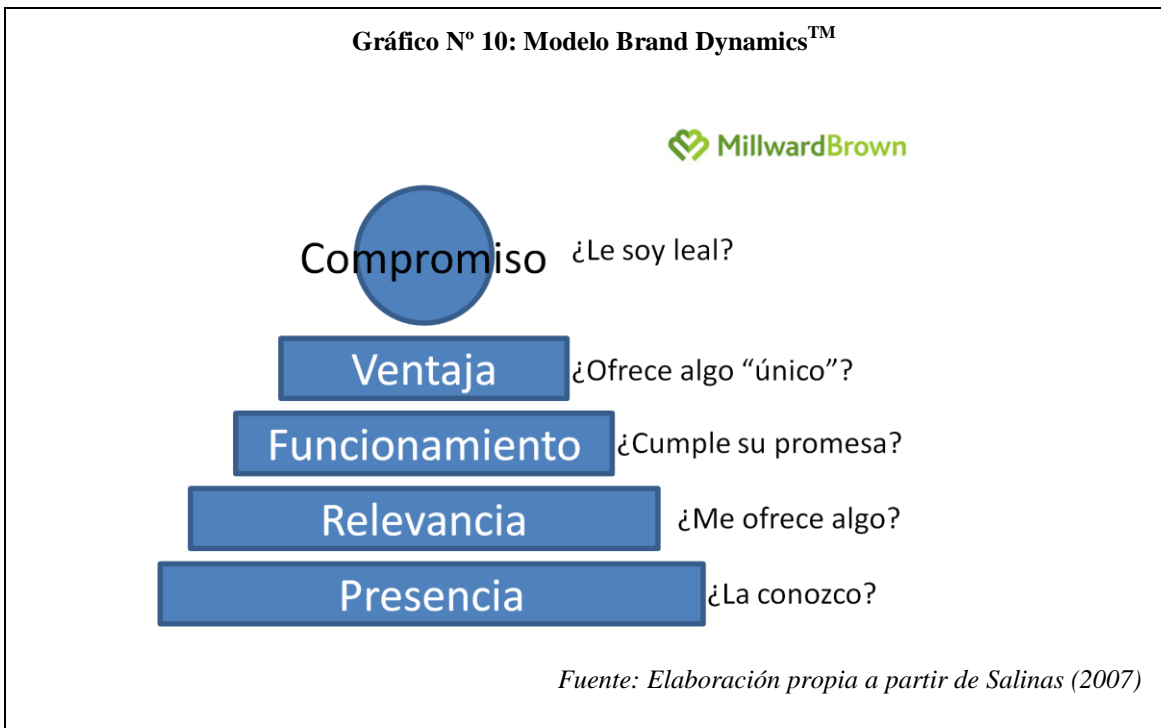 Gráfico Nº 10: Modelo Brand Dynamics™
MillwardBrown
Compromiso ¿Le soy leal?
Ventaja ¿Ofrece algo “único”?
Funcionamiento ¿Cumple su promesa?
Relevancia ¿Me ofrece algo?
Presencia ¿La conozco?
Fuente: Elaboración propia a partir de Salinas (2007)